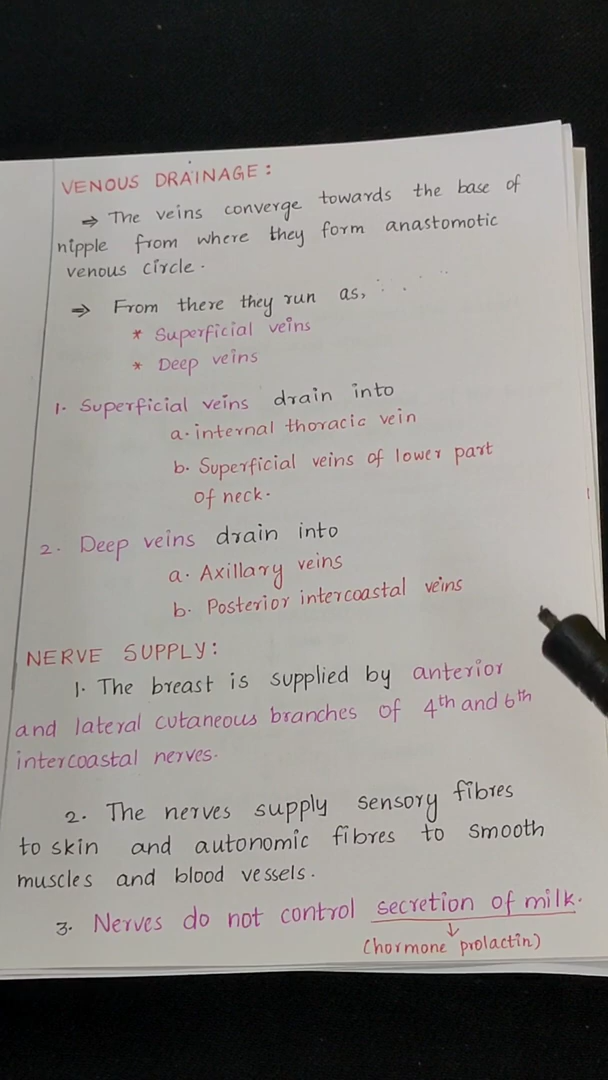 VENOUS DRAINAGE:
⇒ The veins converge towards the base of
nipple from where they form anastomotic
venous circle.
⇒ From there they run as,
* Superficial veins
* Deep veins
1. Superficial veins drain into
a. internal thoracic vein
b. Superficial veins of lower part
of neck.
2. Deep veins drain into
a. Axillary veins
b. Posterior intercoastal veins
NERVE SUPPLY:
1. The breast is supplied by anterior
and lateral cutaneous branches of 4th and 6th
intercoastal nerves.
2. The nerves supply sensory fibres
to skin and autonomic fibres to smooth
muscles and blood vessels.
3. Nerves do not control secretion of milk.
↓
(hormone prolactin)